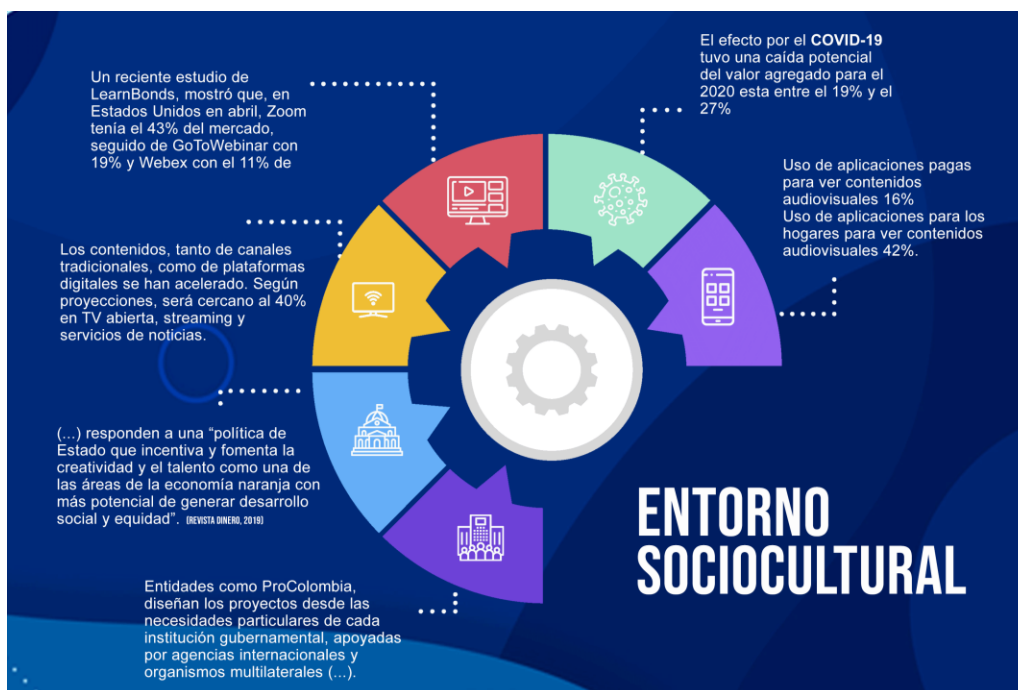 Un reciente estudio de
LearnBonds, mostró que, en
Estados Unidos en abril, Zoom
tenía el 43% del mercado,
seguido de GoToWebinar con
19% y Webex con el 11% de
El efecto por el COVID-19
tuvo una caída potencial
del valor agregado para el
2020 esta entre el 19% y el
27%
Uso de aplicaciones pagas
para ver contenidos
audiovisuales 16%
Uso de aplicaciones para los
hogares para ver contenidos
audiovisuales 42%.
Los contenidos, tanto de canales
tradicionales, como de plataformas
digitales se han acelerado. Según
proyecciones, será cercano al 40%
en TV abierta, streaming y
servicios de noticias.
(...) responden a una “política de
Estado que incentiva y fomenta la
creatividad y el talento como una de
las áreas de la economía naranja con
más potencial de generar desarrollo
social y equidad”. (REVISTA DINERO, 2019)
Entidades como ProColombia,
diseñan los proyectos desde las
necesidades particulares de cada
institución gubernamental, apoyadas
por agencias internacionales y
organismos multilaterales (...).
ENTORNO
SOCIOCULTURAL